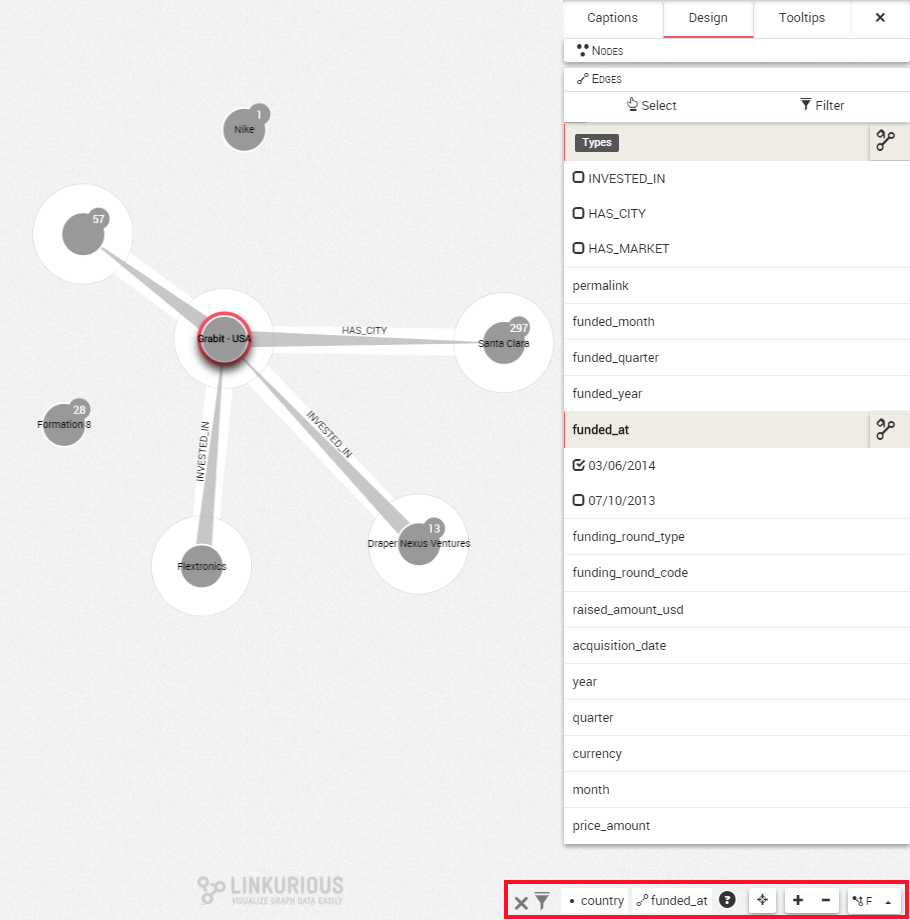 Captions
Design
Tooltips
Nodes
Edges
Select
Filter
Types
INVESTED_IN
HAS_CITY
HAS_MARKET
permalink
funded_month
funded_quarter
funded_year
funded_at
03/06/2014
07/10/2013
funding_round_type
funding_round_code
raised_amount_usd
acquisition_date
year
quarter
currency
month
price_amount
1
Nike
57
Grabit - USA
HAS_CITY
297
Santa Clara
28
Formation 8
INVESTED_IN
INVESTED_IN
13
Draper Nexus Ventures
Flextronics
LINKURIOUS
VISUALIZE GRAPH DATA EASILY
country
funded_at
F